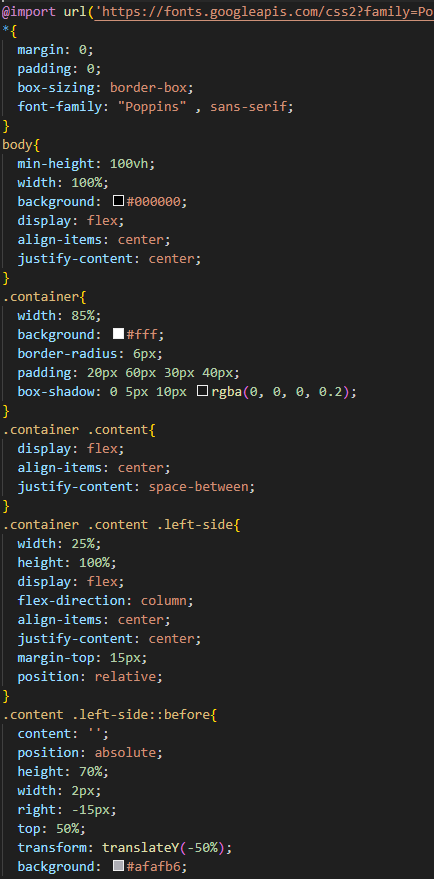 @import url('https://fonts.googleapis.com/css2?family=Po
*{
  margin: 0;
  padding: 0;
  box-sizing: border-box;
  font-family: "Poppins" , sans-serif;
}
body{
  min-height: 100vh;
  width: 100%;
  background: #000000;
  display: flex;
  align-items: center;
  justify-content: center;
}
.container{
  width: 85%;
  background: #fff;
  border-radius: 6px;
  padding: 20px 60px 30px 40px;
  box-shadow: 0 5px 10px rgba(0, 0, 0, 0.2);
}
.container .content{
  display: flex;
  align-items: center;
  justify-content: space-between;
}
.container .content .left-side{
  width: 25%;
  height: 100%;
  display: flex;
  flex-direction: column;
  align-items: center;
  justify-content: center;
  margin-top: 15px;
  position: relative;
}
.content .left-side::before{
  content: '';
  position: absolute;
  height: 70%;
  width: 2px;
  right: -15px;
  top: 50%;
  transform: translateY(-50%);
  background: #afafb6;